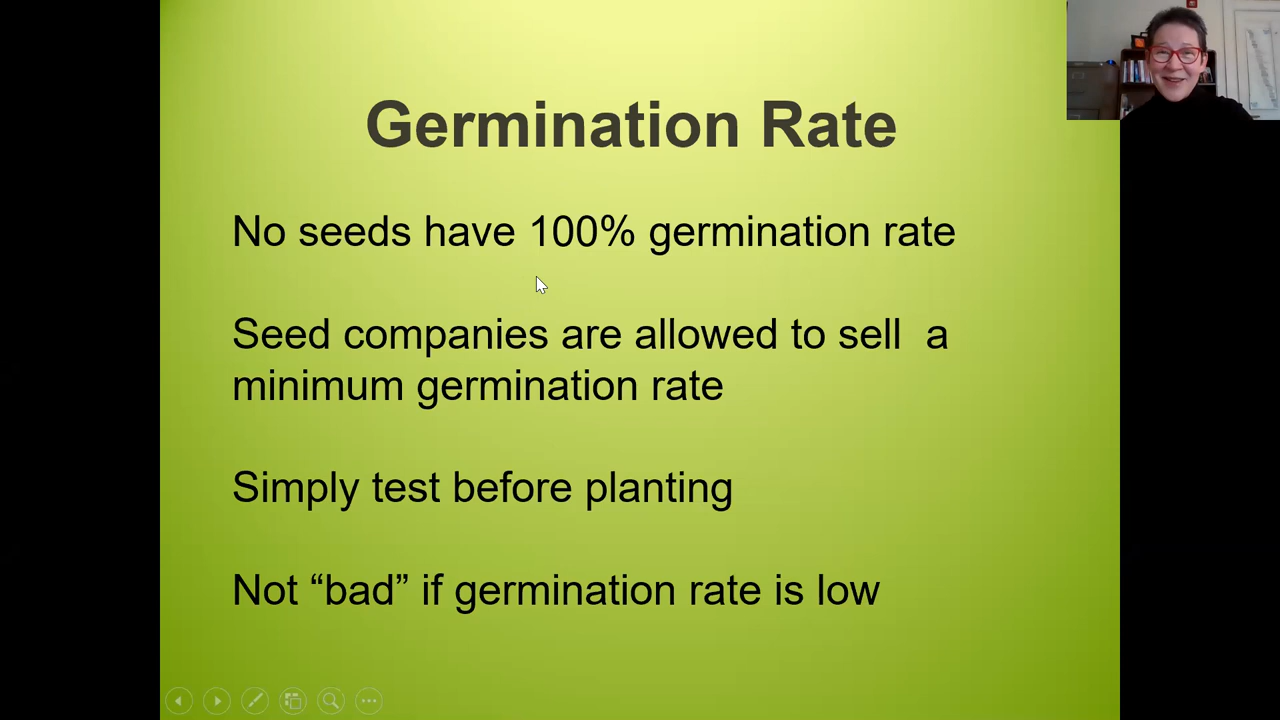 Germination Rate
No seeds have 100% germination rate
Seed companies are allowed to sell  a
minimum germination rate
Simply test before planting
Not “bad” if germination rate is low